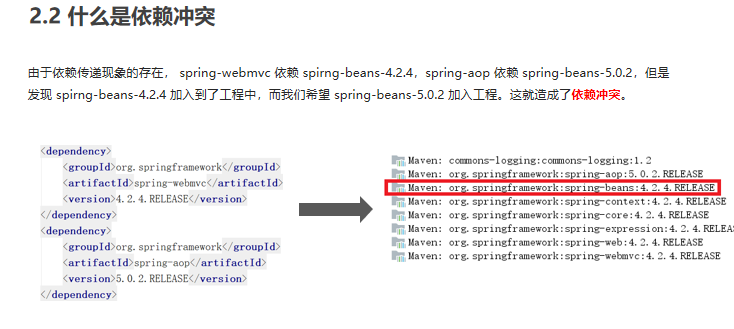 2.2 什么是依赖冲突
由于依赖传递现象的存在， spring-webmvc 依赖 spirng-beans-4.2.4，spring-aop 依赖 spring-beans-5.0.2，但是
发现 spirng-beans-4.2.4 加入到了工程中，而我们希望 spring-beans-5.0.2 加入工程。这就造成了依赖冲突。
<dependency>
<groupId>org.springframework</groupId>
<artifactId>spring-webmvc</artifactId>
<version>4.2.4.RELEASE</version>
</dependency>
<dependency>
<groupId>org.springframework</groupId>
<artifactId>spring-aop</artifactId>
<version>5.0.2.RELEASE</version>
</dependency>
Maven: commons-logging:commons-logging:1.2
Maven: org.springframework:spring-aop:5.0.2.RELEASE
Maven: org.springframework:spring-beans:4.2.4.RELEASE
Maven: org.springframework:spring-context:4.2.4.RELEASE
Maven: org.springframework:spring-core:4.2.4.RELEASE
Maven: org.springframework:spring-expression:4.2.4.RELEA
Maven: org.springframework:spring-web:4.2.4.RELEASE
Maven: org.springframework:spring-webmvc:4.2.4.RELEASE